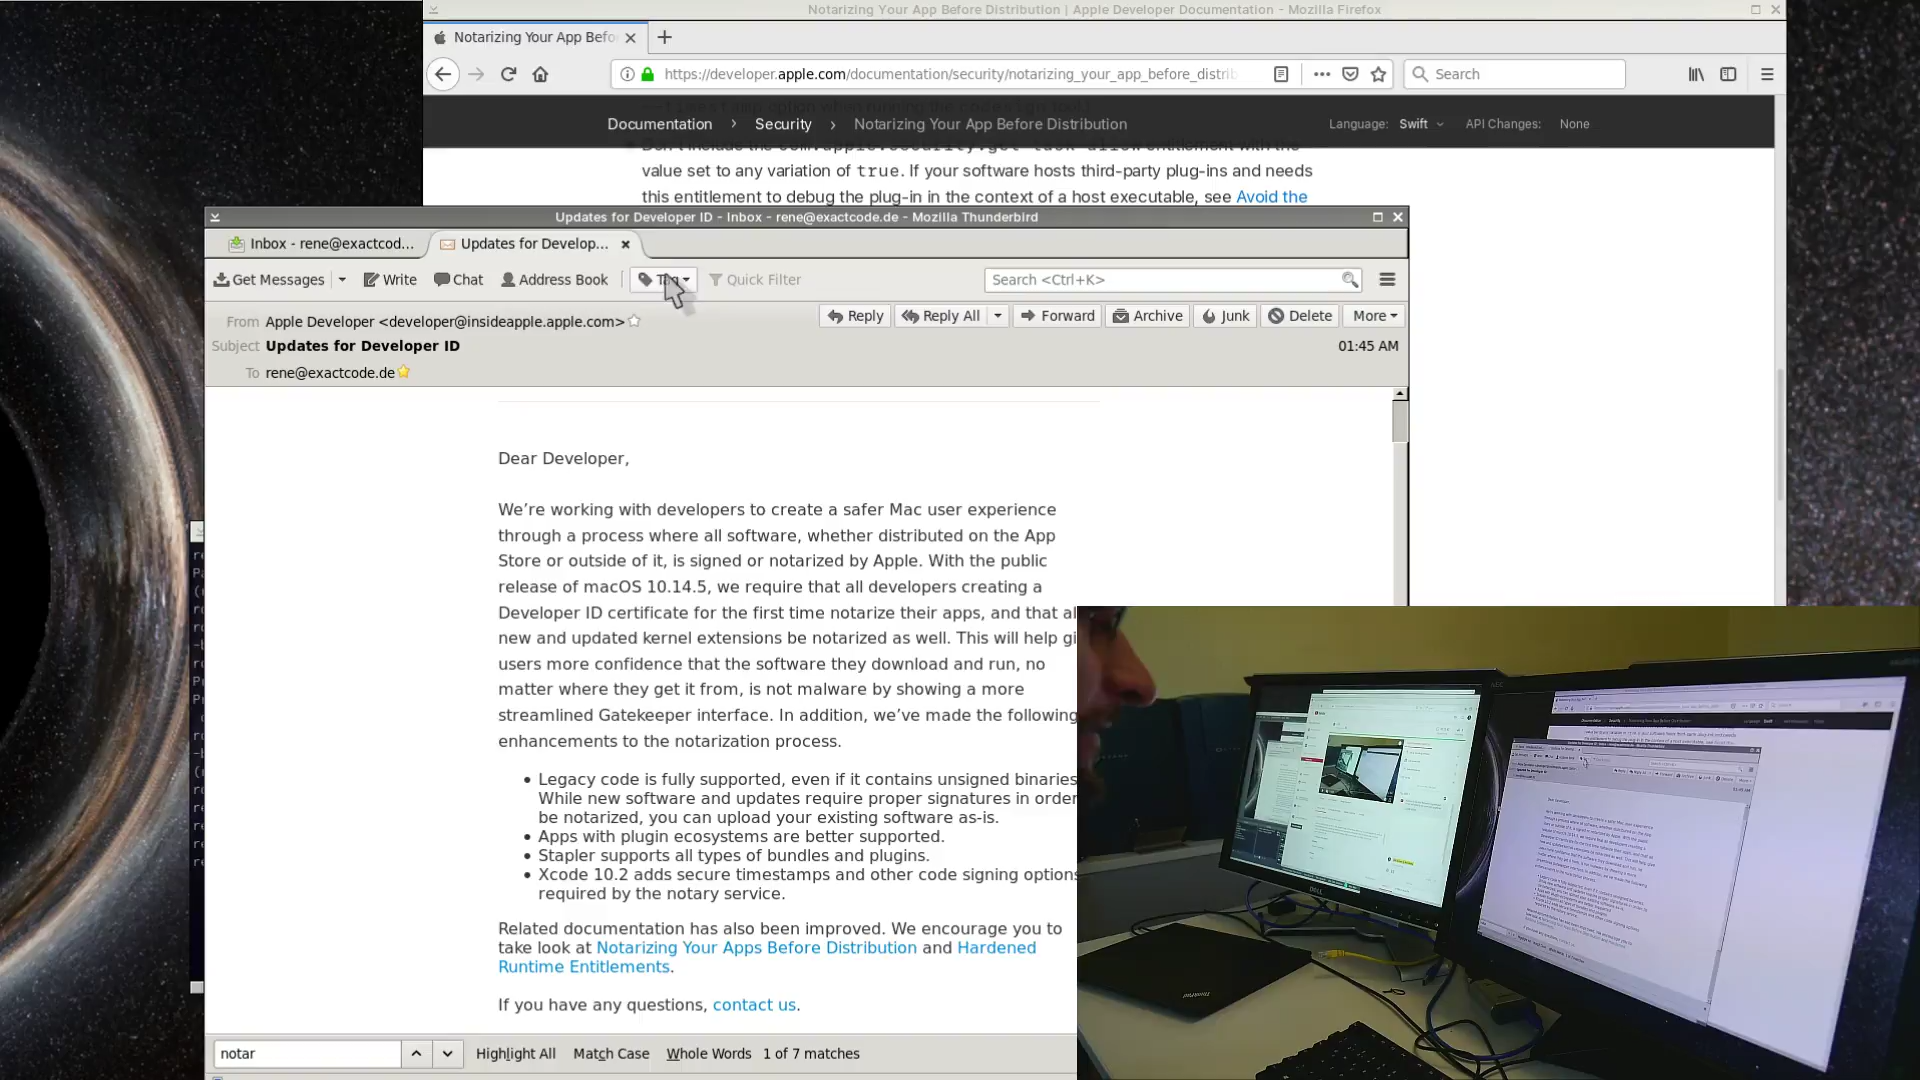 Notarizing Your App Before Distribution | Apple Developer Documentation - Mozilla Firefox
Notarizing Your App Befo
https://developer.apple.com/documentation/security/notarizing_your_app_before_distrib
Search
Documentation > Security > Notarizing Your App Before Distribution
Language: Swift API Changes: None
value set to any variation of true. If your software hosts third-party plug-ins and needs
this entitlement to debug the plug-in in the context of a host executable, see Avoid the
Updates for Developer ID - Inbox - rene@exactcode.de - Mozilla Thunderbird
Inbox - rene@exactcod... Updates for Develop...
Get Messages Write Chat Address Book Tag Quick Filter Search <Ctrl+K>
From Apple Developer <developer@insideapple.apple.com> Reply Reply All Forward Archive Junk Delete More
Subject Updates for Developer ID 01:45 AM
To rene@exactcode.de
Dear Developer,
We’re working with developers to create a safer Mac user experience
through a process where all software, whether distributed on the App
Store or outside of it, is signed or notarized by Apple. With the public
release of macOS 10.14.5, we require that all developers creating a
Developer ID certificate for the first time notarize their apps, and that al
new and updated kernel extensions be notarized as well. This will help gi
users more confidence that the software they download and run, no
matter where they get it from, is not malware by showing a more
streamlined Gatekeeper interface. In addition, we’ve made the following
enhancements to the notarization process.
• Legacy code is fully supported, even if it contains unsigned binaries
While new software and updates require proper signatures in order
be notarized, you can upload your existing software as-is.
• Apps with plugin ecosystems are better supported.
• Stapler supports all types of bundles and plugins.
• Xcode 10.2 adds secure timestamps and other code signing options
required by the notary service.
Related documentation has also been improved. We encourage you to
take look at Notarizing Your Apps Before Distribution and Hardened
Runtime Entitlements.
If you have any questions, contact us.
notar Highlight All Match Case Whole Words 1 of 7 matches
DELL
NEC
ThinkPad